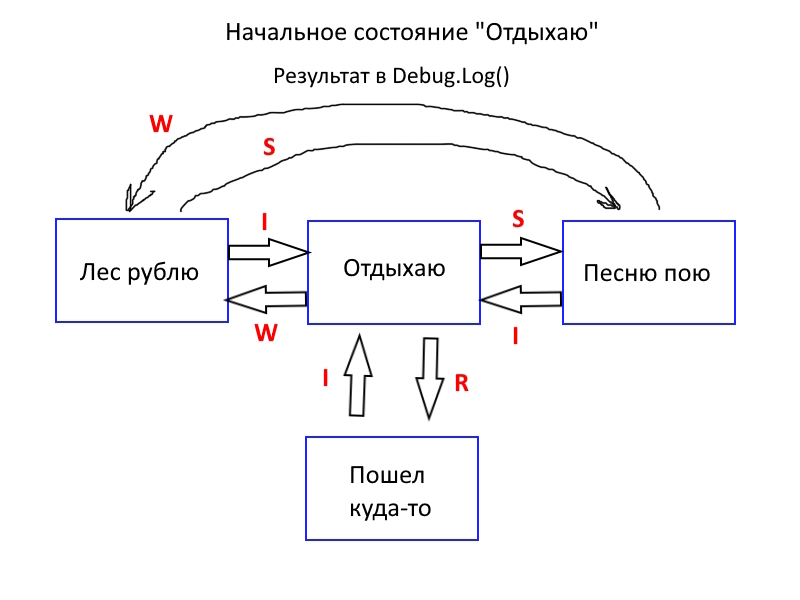 Начальное состояние "Отдыхаю"
Результат в Debug.Log()
W
S
I
S
Лес рублю
Отдыхаю
Песню пою
W
I
I
R
Пошел
куда-то